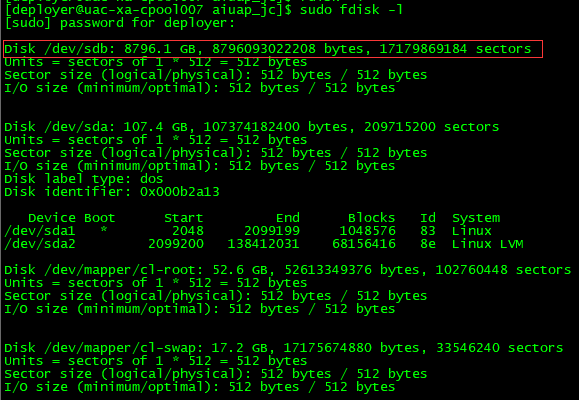 [deployer@uac-xa-cpool007 aiuap_jc]$ sudo fdisk -l
[sudo] password for deployer:
Disk /dev/sdb: 8796.1 GB, 8796093022208 bytes, 17179869184 sectors
Units = sectors of 1 * 512 = 512 bytes
Sector size (logical/physical): 512 bytes / 512 bytes
I/O size (minimum/optimal): 512 bytes / 512 bytes
Disk /dev/sda: 107.4 GB, 107374182400 bytes, 209715200 sectors
Units = sectors of 1 * 512 = 512 bytes
Sector size (logical/physical): 512 bytes / 512 bytes
I/O size (minimum/optimal): 512 bytes / 512 bytes
Disk label type: dos
Disk identifier: 0x000b2a13
Device Boot Start End Blocks Id System
/dev/sda1 * 2048 2099199 1048576 83 Linux
/dev/sda2 2099200 138412031 68156416 8e Linux LVM
Disk /dev/mapper/cl-root: 52.6 GB, 52613349376 bytes, 102760448 sectors
Units = sectors of 1 * 512 = 512 bytes
Sector size (logical/physical): 512 bytes / 512 bytes
I/O size (minimum/optimal): 512 bytes / 512 bytes
Disk /dev/mapper/cl-swap: 17.2 GB, 17175674880 bytes, 33546240 sectors
Units = sectors of 1 * 512 = 512 bytes
Sector size (logical/physical): 512 bytes / 512 bytes
I/O size (minimum/optimal): 512 bytes / 512 bytes